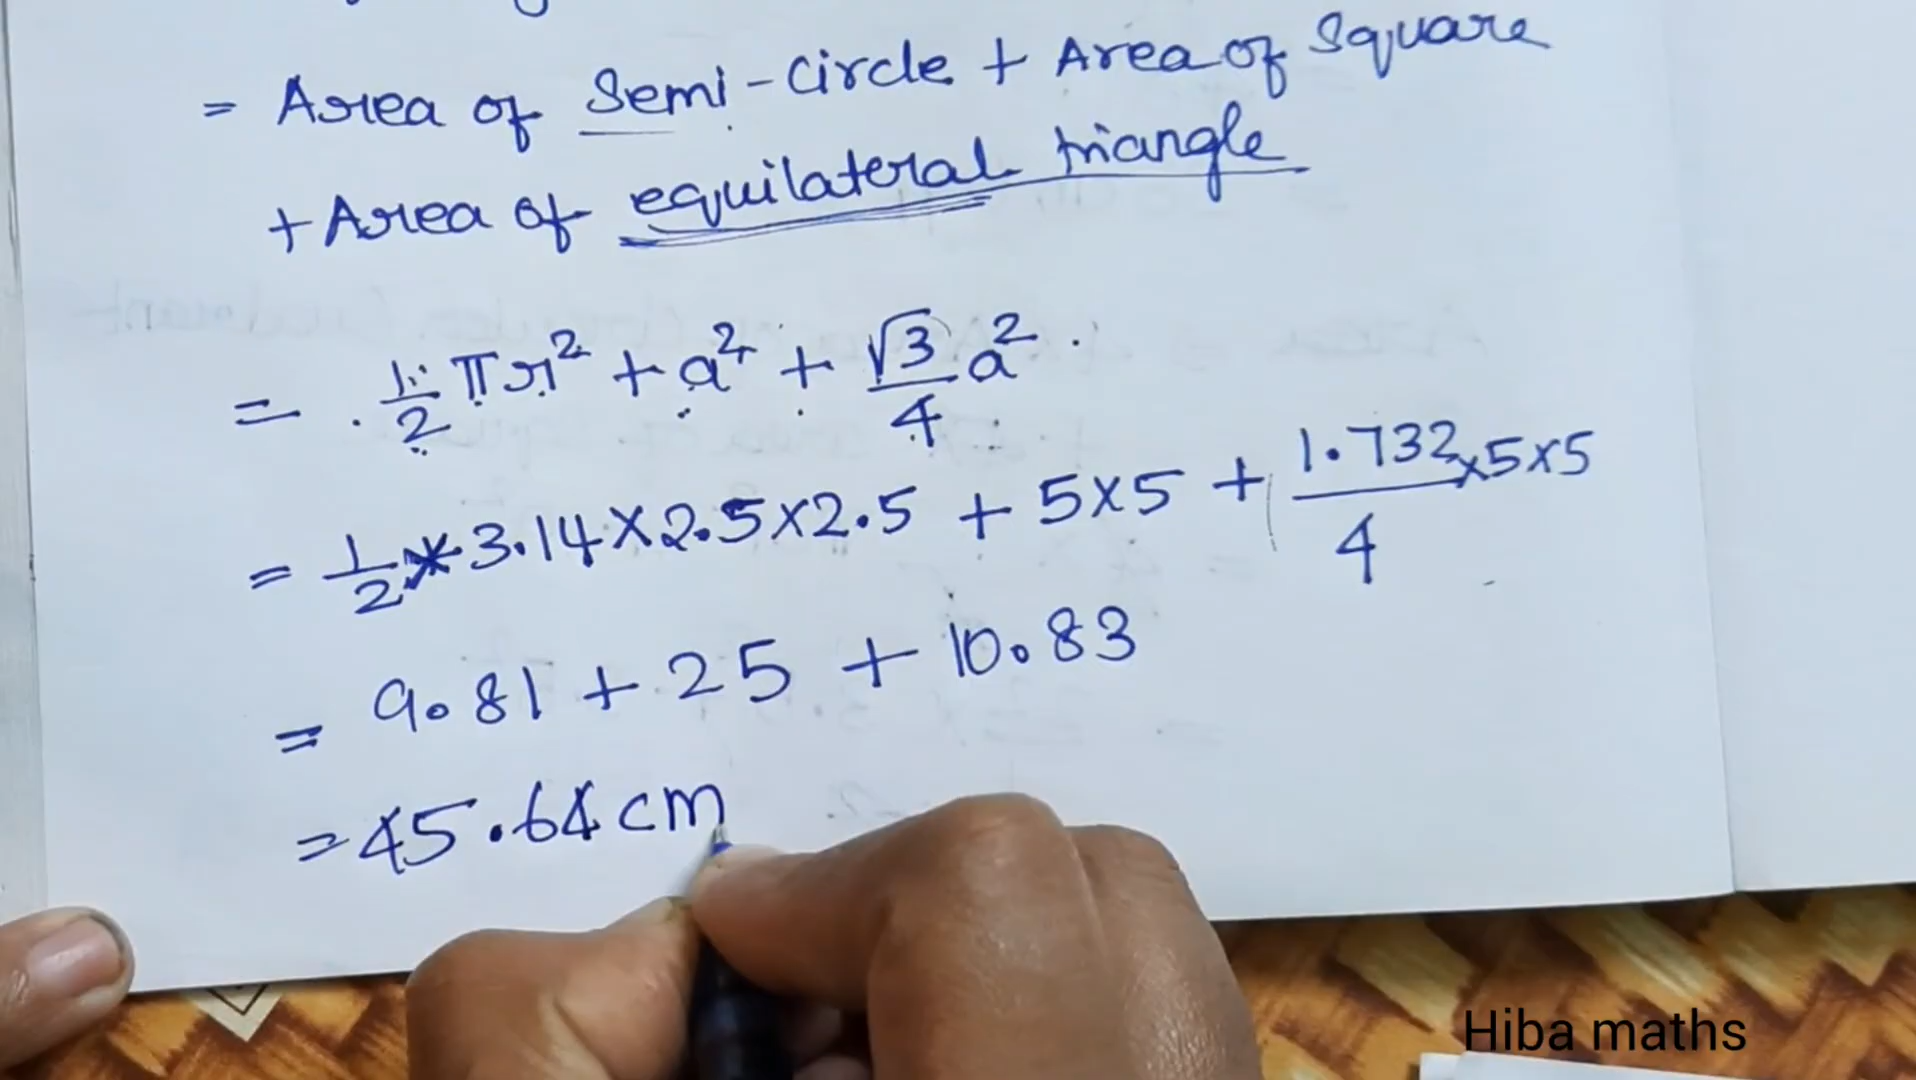 = Area of Semi-Circle + Area of Square
+ Area of equilateral triangle
= 1/2 πr² + a² + √3/4 a²
= 1/2 × 3.14 × 2.5 × 2.5 + 5 × 5 + 1.732/4 × 5 × 5
= 9.81 + 25 + 10.83
= 45.64 cm
Hiba maths